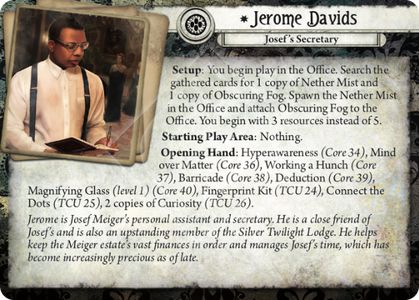 * Jerome Davids
Josef's Secretary
Setup: You begin play in the Office. Search the
gathered cards for 1 copy of Nether Mist and
1 copy of Obscuring Fog. Spawn the Nether Mist
in the Office and attach Obscuring Fog to the
Office. You begin with 3 resources instead of 5.
Starting Play Area: Nothing.
Opening Hand: Hyperawareness (Core 34), Mind
over Matter (Core 36), Working a Hunch (Core
37), Barricade (Core 38), Deduction (Core 39),
Magnifying Glass (level 1) (Core 40), Fingerprint Kit (TCU 24), Connect the
Dots (TCU 25), 2 copies of Curiosity (TCU 26).
Jerome is Josef Meiger's personal assistant and secretary. He is a close friend of
Josef's and is also an upstanding member of the Silver Twilight Lodge. He helps
keep the Meiger estate's vast finances in order and manages Josef's time, which has
become increasingly precious as of late.